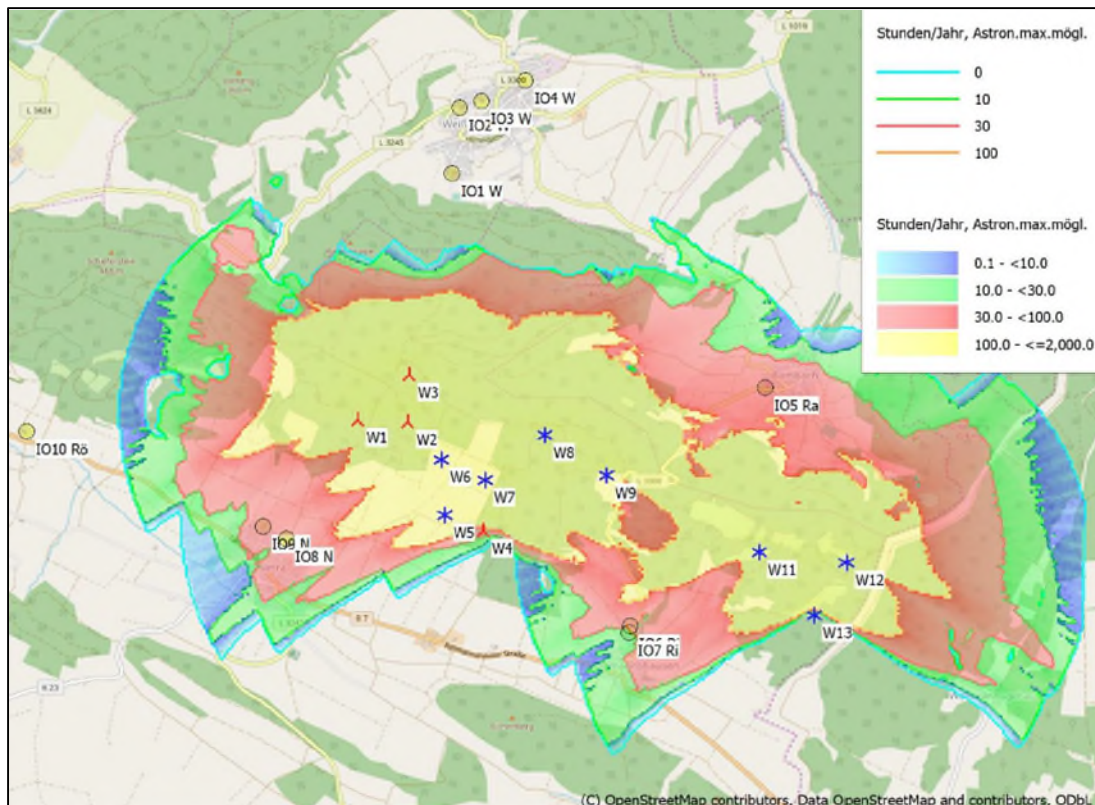 Stunden/Jahr, Astron.max.mögl.
0
10
30
100
Stunden/Jahr, Astron.max.mögl.
0.1 - <10.0
10.0 - <30.0
30.0 - <100.0
100.0 - <=2,000.0
L 1019
L 3300
IO4 W
IO3 W
IO2 W
L 3424
L 3245
IO1 W
W3
IO5 Ra
W1
W2
IO10 Rö
W8
W6
W7
W9
W5
W4
IO9 N
IO8 N
W11
W12
W13
IO7 Ri
B 7
K 23
(C) OpenStreetMap contributors, Data OpenStreetMap and contributors, ODbL